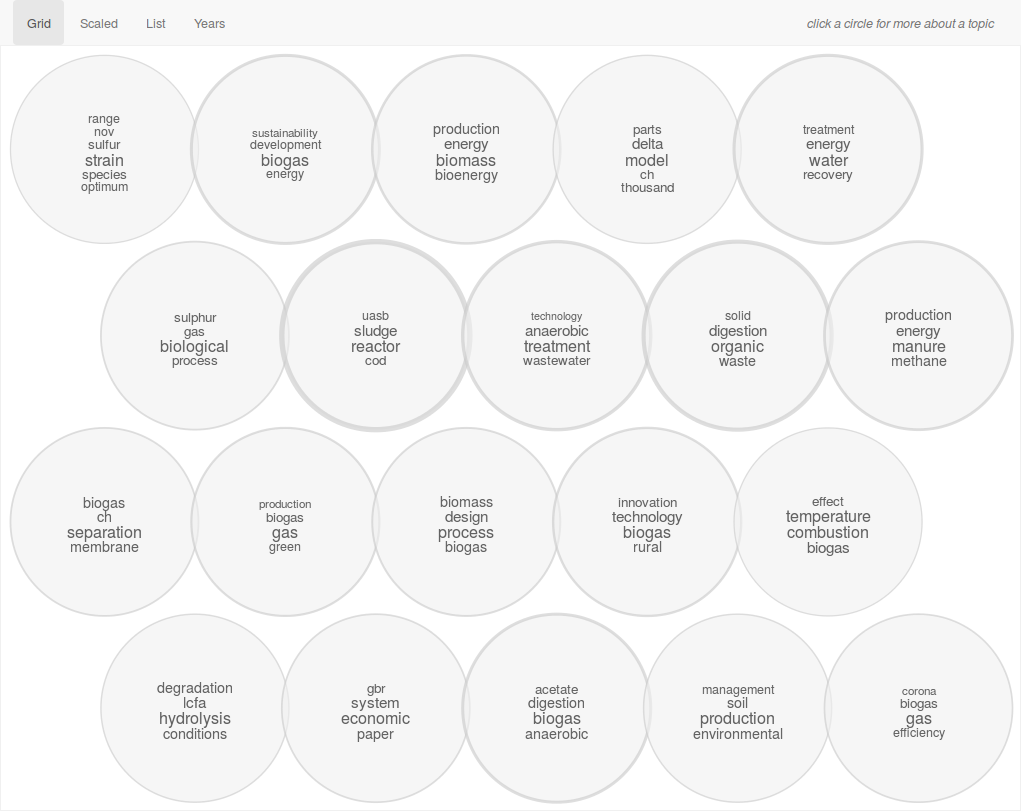 Grid Scaled List Years click a circle for more about a topic
range
nov
sulfur
strain
species
optimum
sustainability
development
biogas
energy
production
energy
biomass
bioenergy
parts
delta
model
ch
thousand
treatment
energy
water
recovery
sulphur
gas
biological
process
uasb
sludge
reactor
cod
technology
anaerobic
treatment
wastewater
solid
digestion
organic
waste
production
energy
manure
methane
biogas
ch
separation
membrane
production
biogas
gas
green
biomass
design
process
biogas
innovation
technology
biogas
rural
effect
temperature
combustion
biogas
degradation
lcfa
hydrolysis
conditions
gbr
system
economic
paper
acetate
digestion
biogas
anaerobic
management
soil
production
environmental
corona
biogas
gas
efficiency